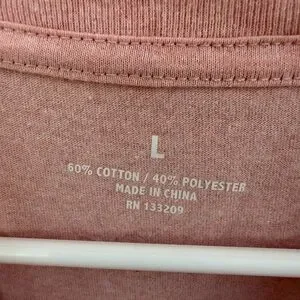 L
60% COTTON / 40% POLYESTER
MADE IN CHINA
RN 133209